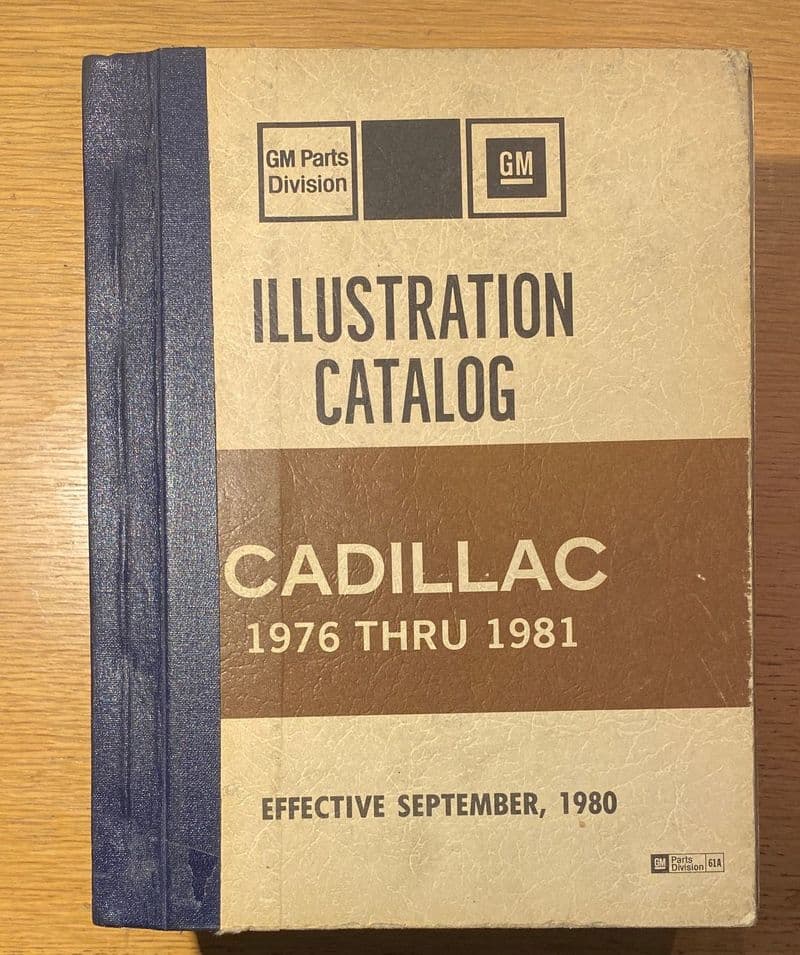 GM Parts
Division
GM
ILLUSTRATION
CATALOG
CADILLAC
1976 THRU 1981
EFFECTIVE SEPTEMBER, 1980
GM Parts 61A
Division